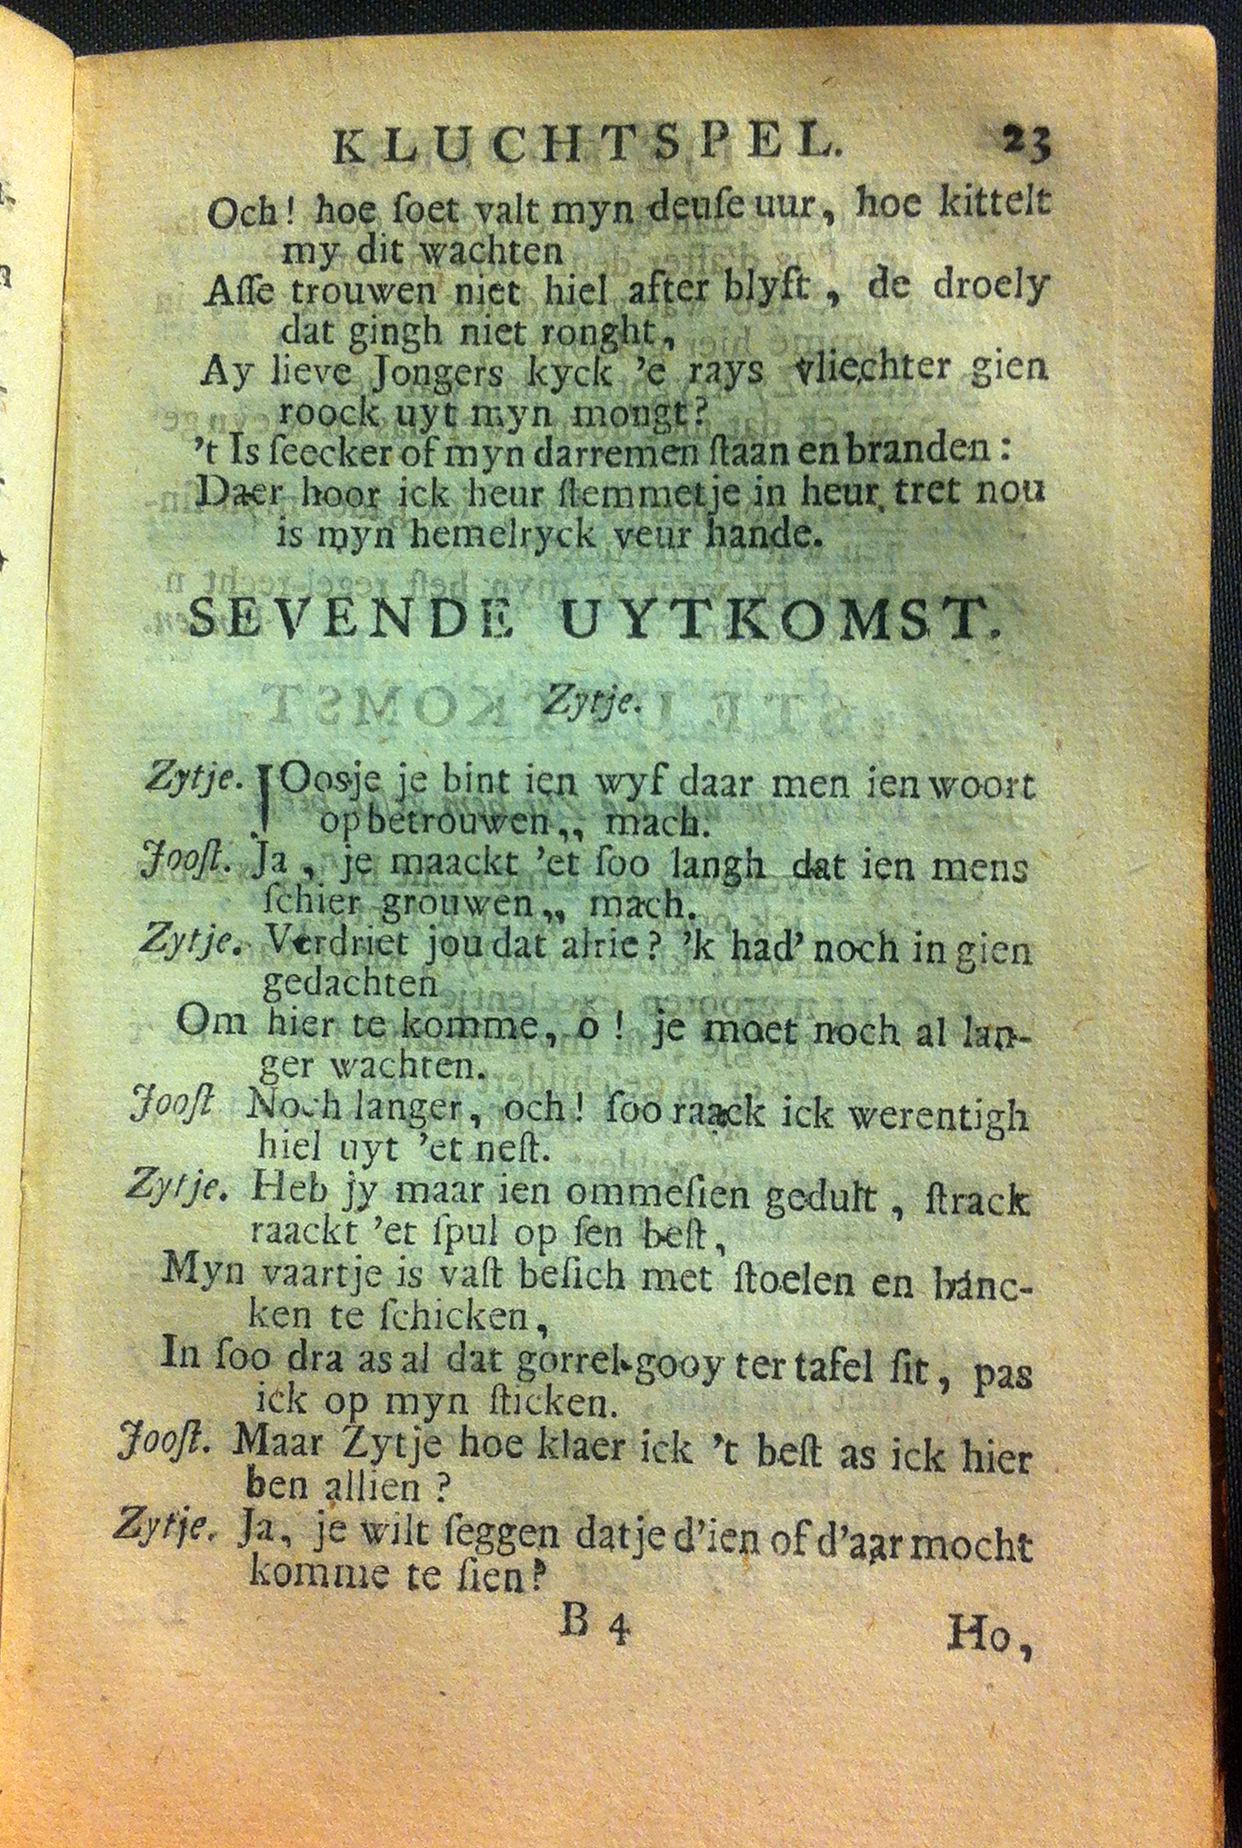 KLUCHTSPEL. 23
Och! hoe ſoet valt myn deuſe uur, hoe kittelt
my dit wachten
Aſſe trouwen niet hiel after blyft, de droely
dat gingh niet ronght,
Ay lieve Jongers kyck 'e rays vliechter gien
roock uyt myn mongt?
't Is ſeecker of myn darremen ſtaan en branden:
Daer hoor ick heur ſtemmetje in heur tret nou
is myn hemelryck veur hande.
SEVENDE UYTKOMST.
Zytje.
Zytje. JOosje je bint ien wyf daar men ien woort
op betrouwen,, mach.
Jooſt. Ja, je maackt 'et ſoo langh dat ien mens
ſchier grouwen,, mach.
Zytje. Verdriet jou dat alrie? 'k had' noch in gien
gedachten
Om hier te komme, o! je moet noch al lan-
ger wachten.
Jooſt Noch langer, och! ſoo raack ick werentigh
hiel uyt 'et neſt.
Zytje. Heb jy maar ien ommeſien gedult, ſtrack
raackt 'et ſpul op ſen beſt,
Myn vaartje is vaſt beſich met ſtoelen en banc-
ken te ſchicken,
In ſoo dra as al dat gorrel-gooy ter tafel ſit, pas
ick op myn ſticken.
Jooſt. Maar Zytje hoe klaer ick 't beſt as ick hier
ben allien?
Zytje. Ja, je wilt ſeggen datje d'ien of d'aar mocht
komme te ſien?
B 4 Ho,